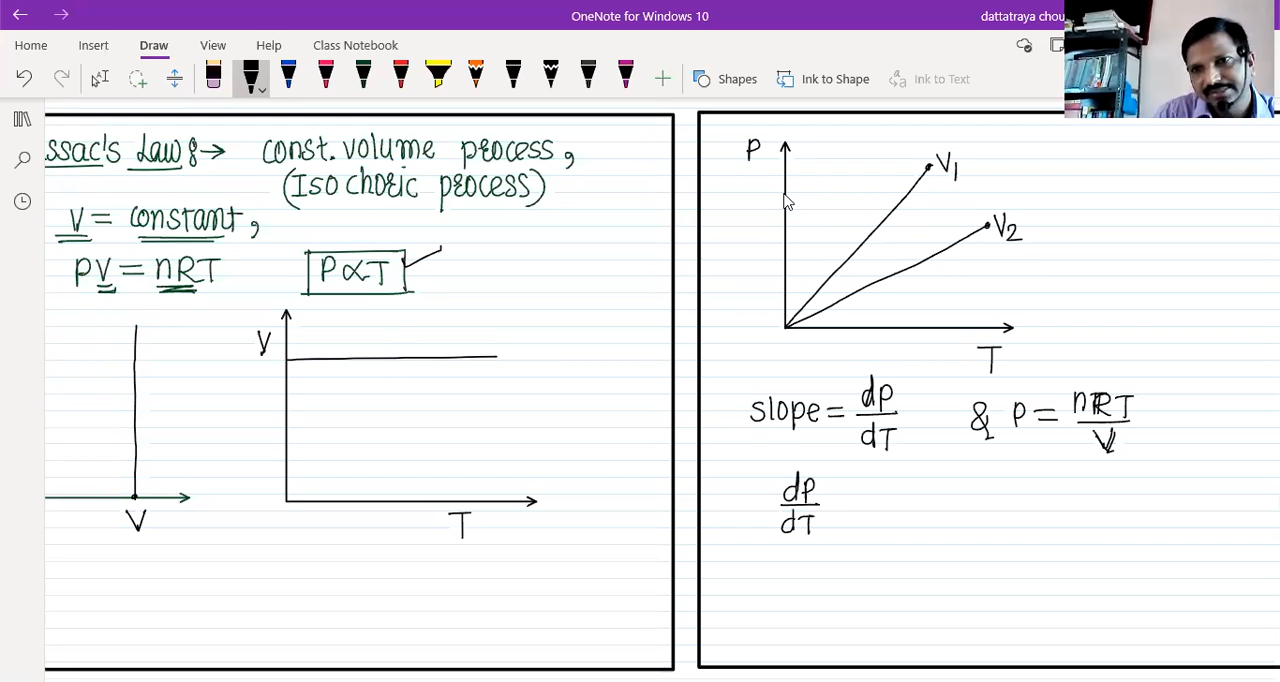 OneNote for Windows 10
dattatraya chou
Home Insert Draw View Help Class Notebook
Shapes Ink to Shape Ink to Text
ssac's Law :→ const. volume process,
(Isochoric process)
V = constant,
PV = nRT P∝T
V
V
T
P
V1
V2
T
slope = dP/dT & P = nRT/V
dP/dT